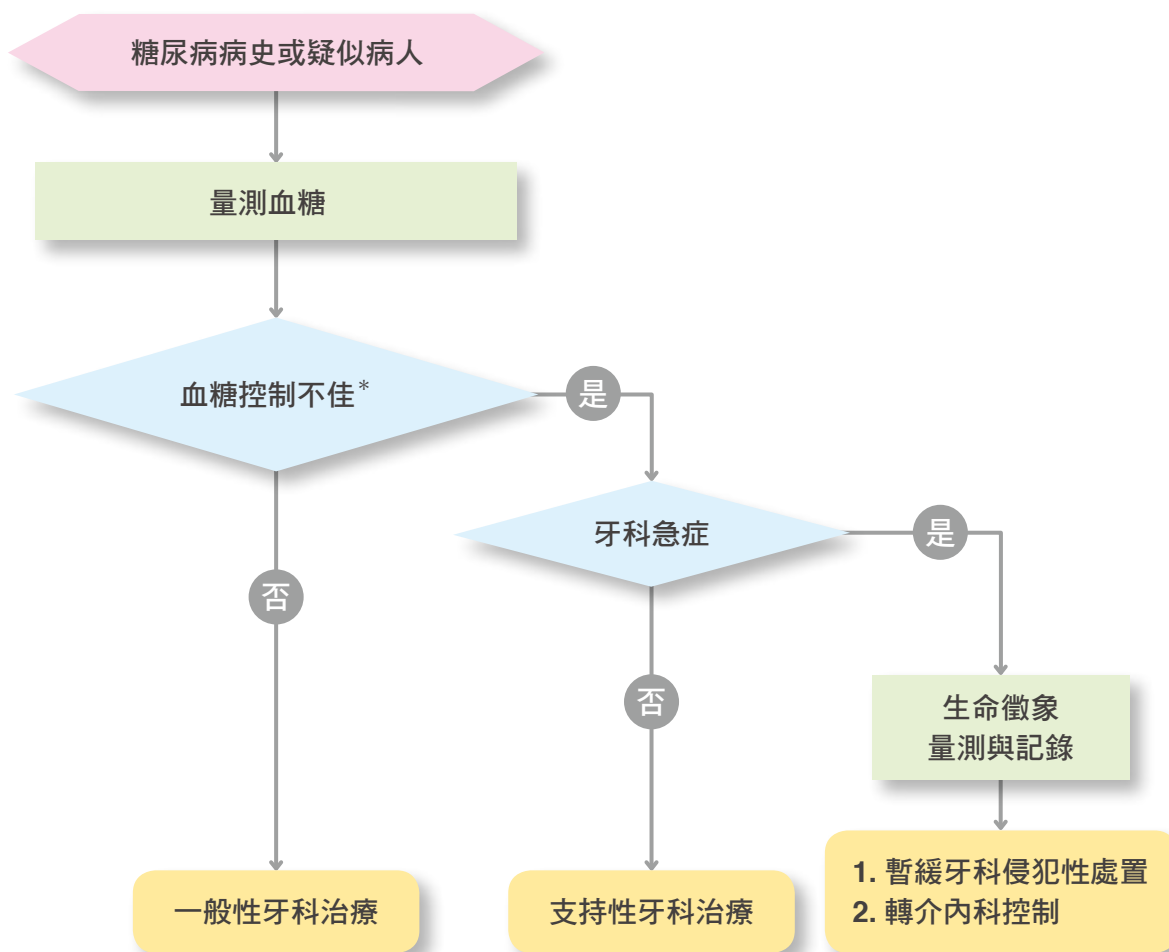 糖尿病病史或疑似病人
量測血糖
血糖控制不佳*
是
牙科急症
是
否
否
生命徵象
量測與記錄
一般性牙科治療
支持性牙科治療
1. 暫緩牙科侵犯性處置
2. 轉介內科控制